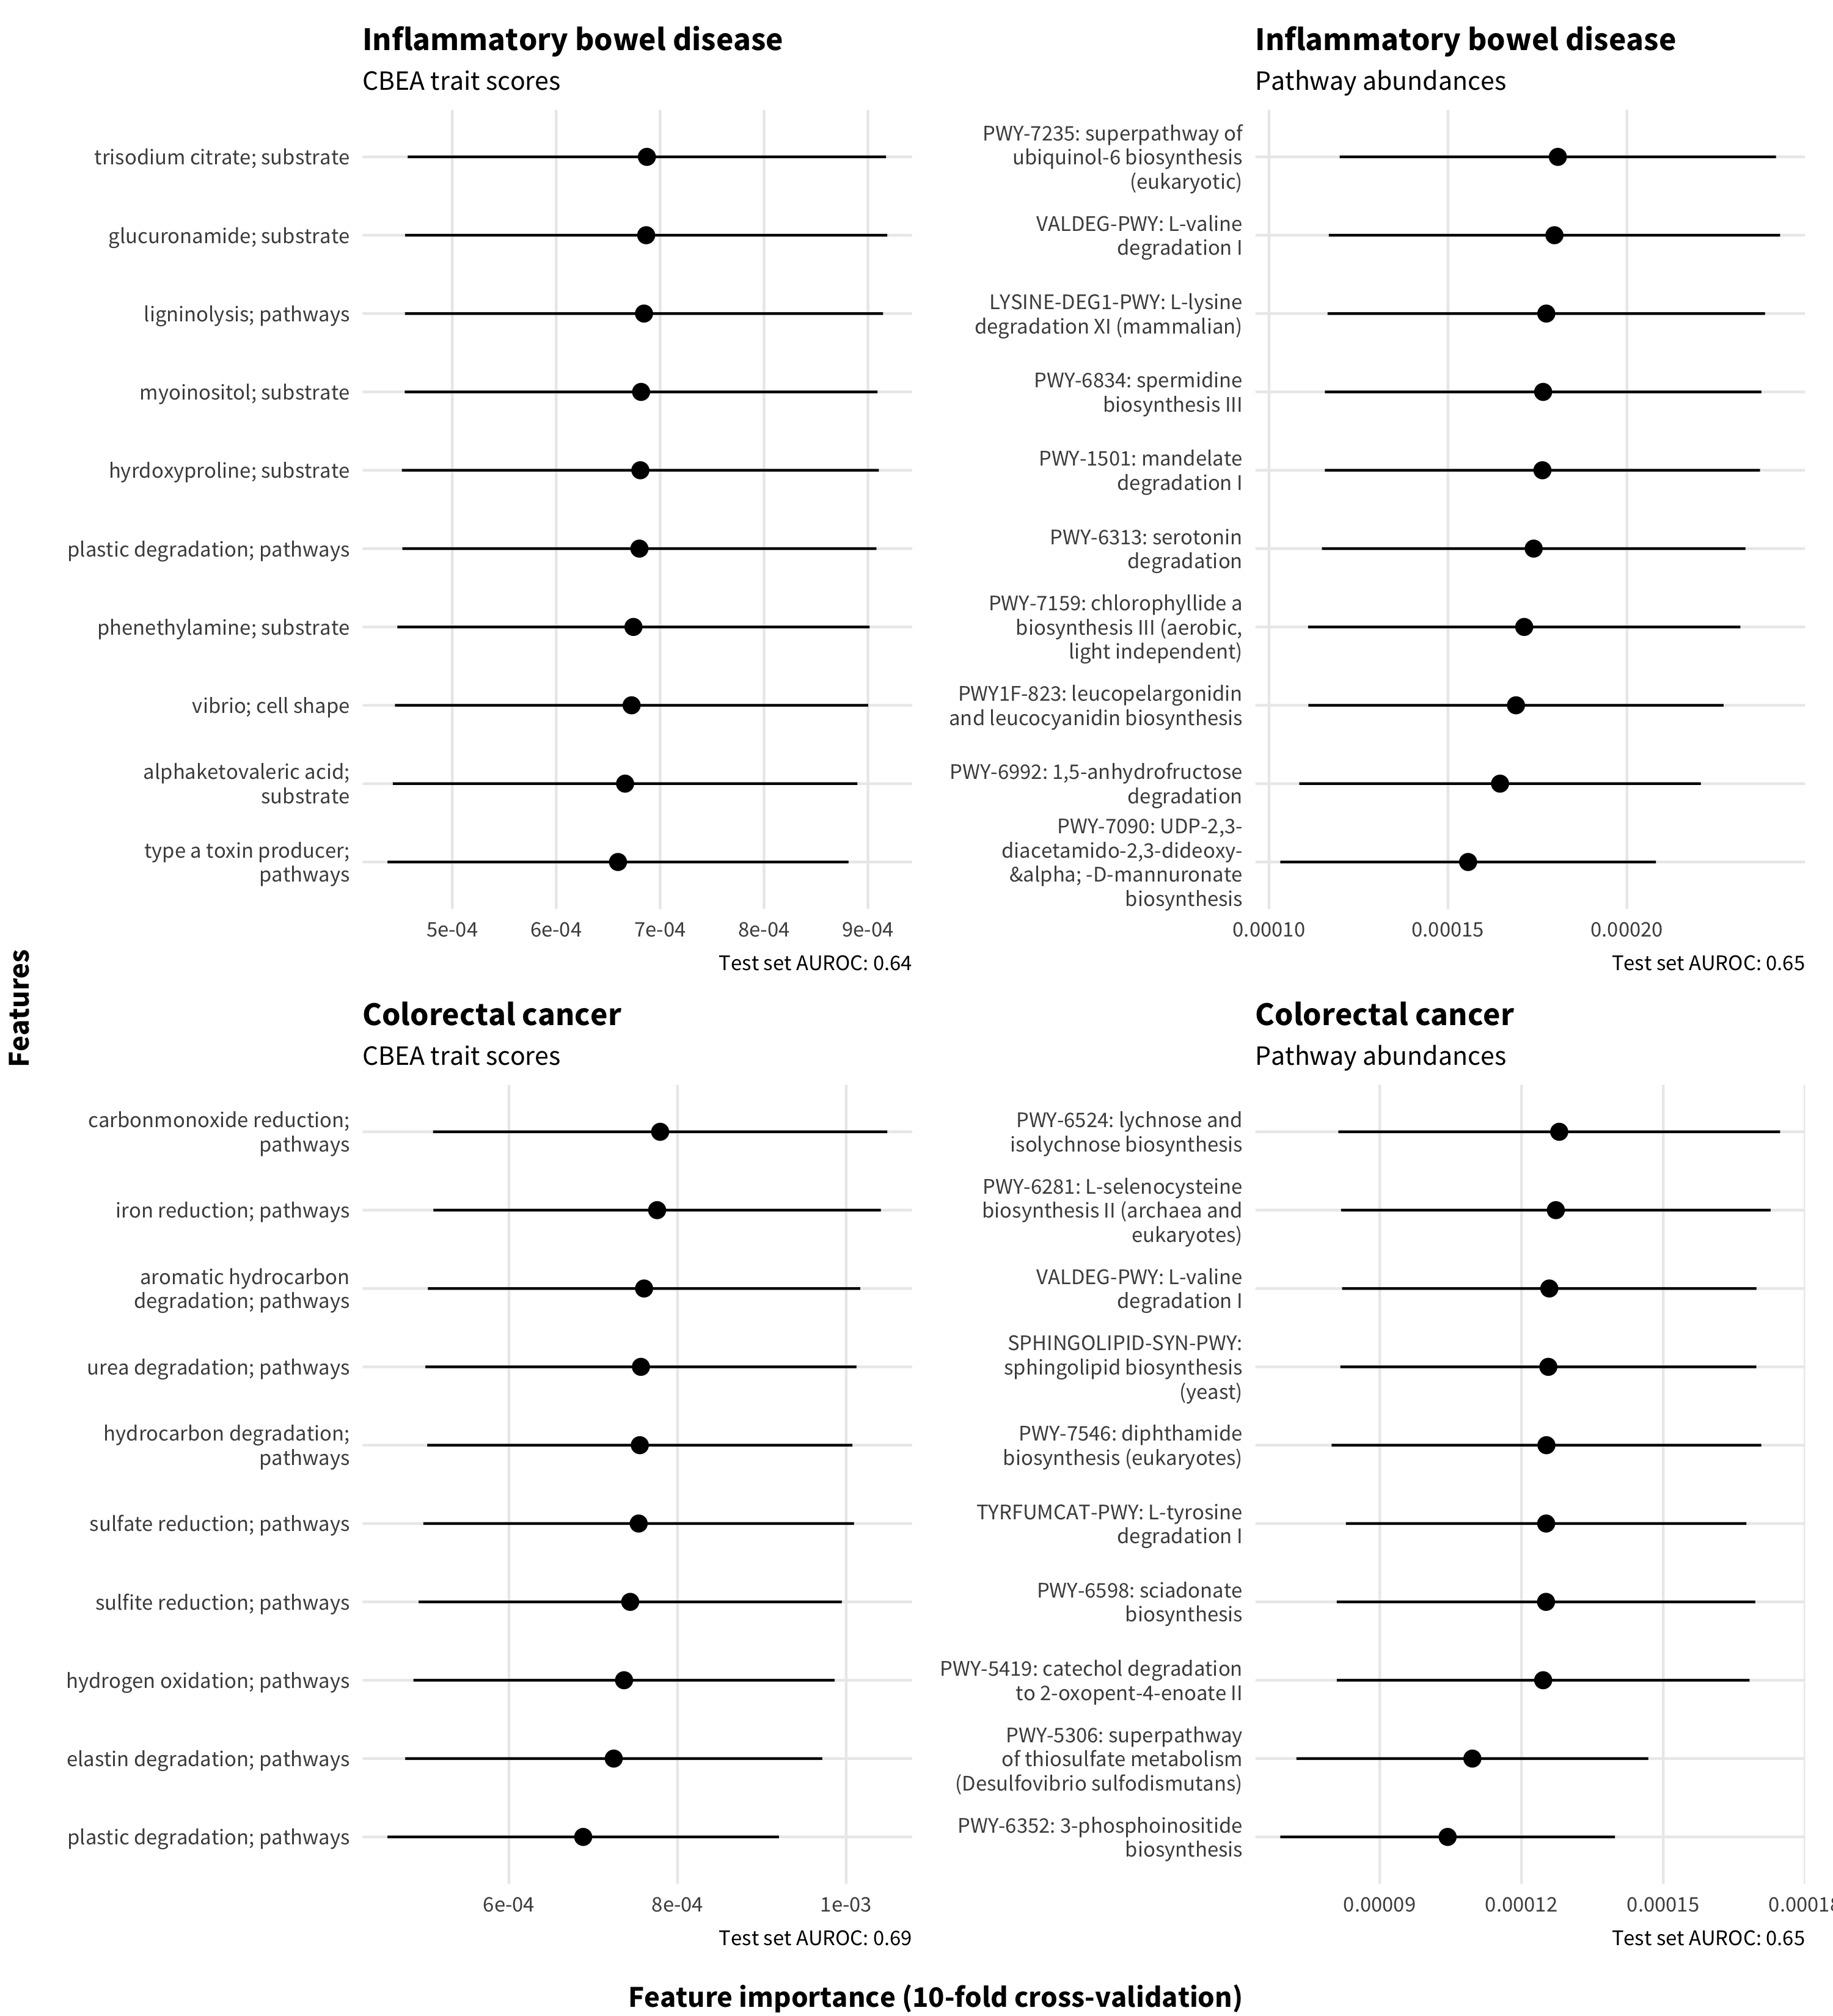 Inflammatory bowel disease
CBEA trait scores
trisodium citrate; substrate
glucuronamide; substrate
ligninolysis; pathways
myoinositol; substrate
hyrdoxyproline; substrate
plastic degradation; pathways
phenethylamine; substrate
vibrio; cell shape
alphaketovaleric acid;
substrate
type a toxin producer;
pathways
5e-04 6e-04 7e-04 8e-04 9e-04
Test set AUROC: 0.64
Inflammatory bowel disease
Pathway abundances
PWY-7235: superpathway of
ubiquinol-6 biosynthesis
(eukaryotic)
VALDEG-PWY: L-valine
degradation I
LYSINE-DEG1-PWY: L-lysine
degradation XI (mammalian)
PWY-6834: spermidine
biosynthesis III
PWY-1501: mandelate
degradation I
PWY-6313: serotonin
degradation
PWY-7159: chlorophyllide a
biosynthesis III (aerobic,
light independent)
PWY1F-823: leucopelargonidin
and leucocyanidin biosynthesis
PWY-6992: 1,5-anhydrofructose
degradation
PWY-7090: UDP-2,3-
diacetamido-2,3-dideoxy-
&alpha; -D-mannuronate
biosynthesis
0.00010 0.00015 0.00020
Test set AUROC: 0.65
Features
Colorectal cancer
CBEA trait scores
carbonmonoxide reduction;
pathways
iron reduction; pathways
aromatic hydrocarbon
degradation; pathways
urea degradation; pathways
hydrocarbon degradation;
pathways
sulfate reduction; pathways
sulfite reduction; pathways
hydrogen oxidation; pathways
elastin degradation; pathways
plastic degradation; pathways
6e-04 8e-04 1e-03
Test set AUROC: 0.69
Colorectal cancer
Pathway abundances
PWY-6524: lychnose and
isolychnose biosynthesis
PWY-6281: L-selenocysteine
biosynthesis II (archaea and
eukaryotes)
VALDEG-PWY: L-valine
degradation I
SPHINGOLIPID-SYN-PWY:
sphingolipid biosynthesis
(yeast)
PWY-7546: diphthamide
biosynthesis (eukaryotes)
TYRFUMCAT-PWY: L-tyrosine
degradation I
PWY-6598: sciadonate
biosynthesis
PWY-5419: catechol degradation
to 2-oxopent-4-enoate II
PWY-5306: superpathway
of thiosulfate metabolism
(Desulfovibrio sulfodismutans)
PWY-6352: 3-phosphoinositide
biosynthesis
0.00009 0.00012 0.00015 0.00018
Test set AUROC: 0.65
Feature importance (10-fold cross-validation)